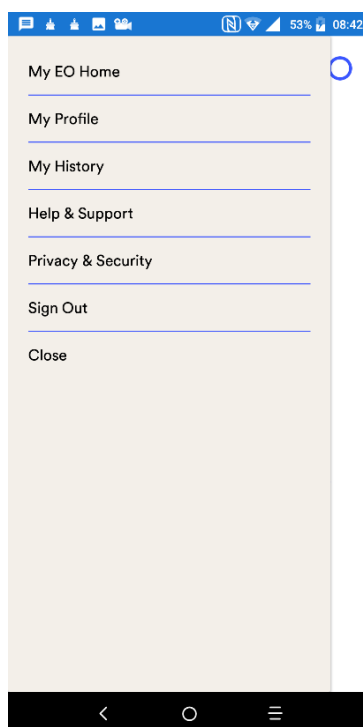 53% 08:42
My EO Home
My Profile
My History
Help & Support
Privacy & Security
Sign Out
Close